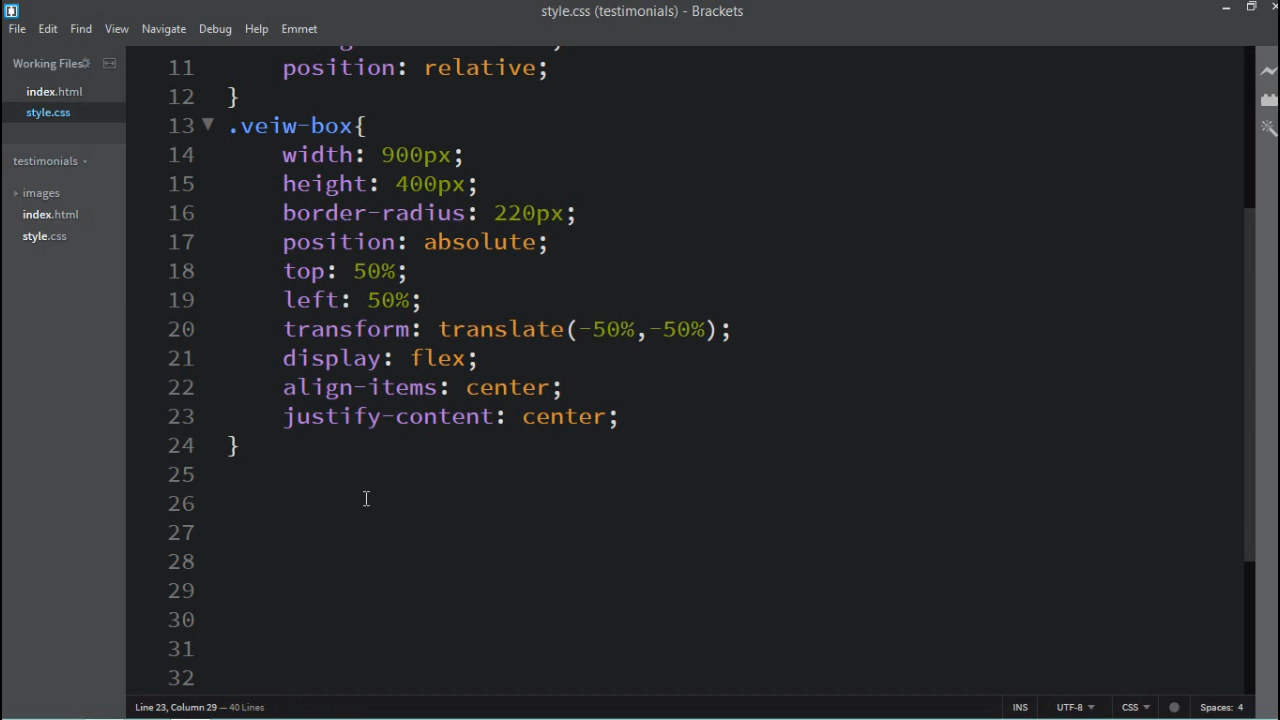 style.css (testimonials) - Brackets
File Edit Find View Navigate Debug Help Emmet
Working Files
index.html
style.css
testimonials
images
index.html
style.css
11 position: relative;
12 }
13 .veiw-box{
14 width: 900px;
15 height: 400px;
16 border-radius: 220px;
17 position: absolute;
18 top: 50%;
19 left: 50%;
20 transform: translate(-50%,-50%);
21 display: flex;
22 align-items: center;
23 justify-content: center;
24 }
25
26
27
28
29
30
31
32
Line 23, Column 29 — 40 Lines
INS UTF-8 CSS Spaces: 4